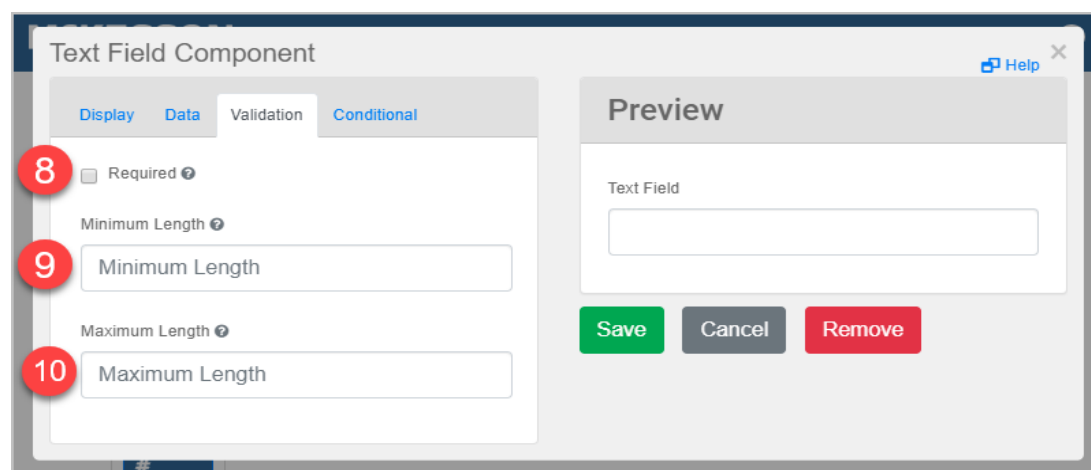 Text Field Component
Help
Display Data Validation Conditional
8 Required
Minimum Length
9 Minimum Length
Maximum Length
10 Maximum Length
Preview
Text Field
Save Cancel Remove
#